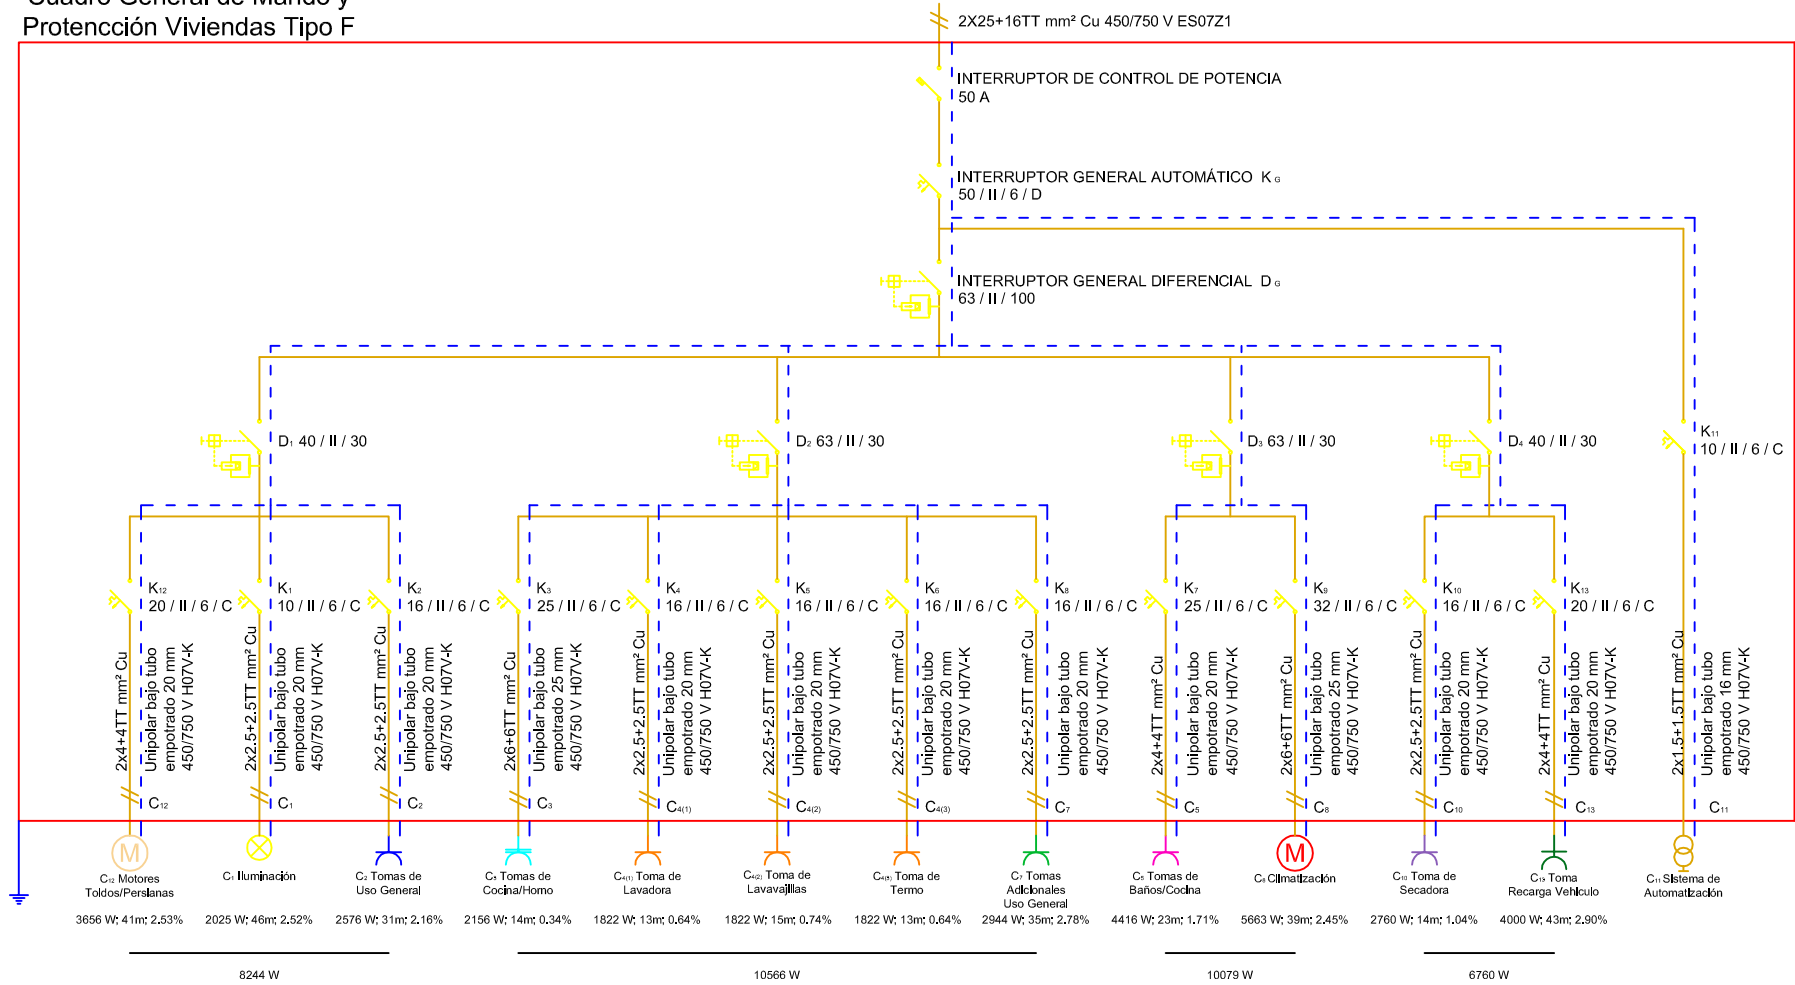 Cuadro General de Mando y
Protencción Viviendas Tipo F
2X25+16TT mm² Cu 450/750 V ES07Z1
INTERRUPTOR DE CONTROL DE POTENCIA
50 A
INTERRUPTOR GENERAL AUTOMÁTICO K G
50 / II / 6 / D
INTERRUPTOR GENERAL DIFERENCIAL D G
63 / II / 100
D1 40 / II / 30
D2 63 / II / 30
D3 63 / II / 30
D4 40 / II / 30
K11
10 / II / 6 / C
K12
20 / II / 6 / C
K1
10 / II / 6 / C
K2
16 / II / 6 / C
K3
25 / II / 6 / C
K4
16 / II / 6 / C
K5
16 / II / 6 / C
K6
16 / II / 6 / C
K8
16 / II / 6 / C
K7
25 / II / 6 / C
K9
32 / II / 6 / C
K10
16 / II / 6 / C
K13
20 / II / 6 / C
2x4+4TT mm² Cu
Unipolar bajo tubo
empotrado 20 mm
450/750 V H07V-K
2x2.5+2.5TT mm² Cu
Unipolar bajo tubo
empotrado 20 mm
450/750 V H07V-K
2x2.5+2.5TT mm² Cu
Unipolar bajo tubo
empotrado 20 mm
450/750 V H07V-K
2x6+6TT mm² Cu
Unipolar bajo tubo
empotrado 25 mm
450/750 V H07V-K
2x2.5+2.5TT mm² Cu
Unipolar bajo tubo
empotrado 20 mm
450/750 V H07V-K
2x2.5+2.5TT mm² Cu
Unipolar bajo tubo
empotrado 20 mm
450/750 V H07V-K
2x2.5+2.5TT mm² Cu
Unipolar bajo tubo
empotrado 20 mm
450/750 V H07V-K
2x2.5+2.5TT mm² Cu
Unipolar bajo tubo
empotrado 20 mm
450/750 V H07V-K
2x4+4TT mm² Cu
Unipolar bajo tubo
empotrado 20 mm
450/750 V H07V-K
2x6+6TT mm² Cu
Unipolar bajo tubo
empotrado 25 mm
450/750 V H07V-K
2x2.5+2.5TT mm² Cu
Unipolar bajo tubo
empotrado 20 mm
450/750 V H07V-K
2x4+4TT mm² Cu
Unipolar bajo tubo
empotrado 20 mm
450/750 V H07V-K
2x1.5+1.5TT mm² Cu
Unipolar bajo tubo
empotrado 16 mm
450/750 V H07V-K
C12
C1
C2
C3
C4(1)
C4(2)
C4(3)
C7
C5
C8
C10
C13
C11
M
M
C12 Motores
Toldos/Persianas
C1 Iluminación
C2 Tomas de
Uso General
C3 Tomas de
Cocina/Horno
C4(1) Toma de
Lavadora
C4(2) Toma de
Lavavajillas
C4(3) Toma de
Termo
C7 Tomas
Adicionales
Uso General
C5 Tomas de
Baños/Cocina
C8 Climatización
C10 Toma de
Secadora
C13 Toma
Recarga Vehículo
C11 Sistema de
Automatización
3656 W; 41m; 2.53%
2025 W; 46m; 2.52%
2576 W; 31m; 2.16%
2156 W; 14m; 0.34%
1822 W; 13m; 0.64%
1822 W; 15m; 0.74%
1822 W; 13m; 0.64%
2944 W; 35m; 2.78%
4416 W; 23m; 1.71%
5663 W; 39m; 2.45%
2760 W; 14m; 1.04%
4000 W; 43m; 2.90%
8244 W
10566 W
10079 W
6760 W